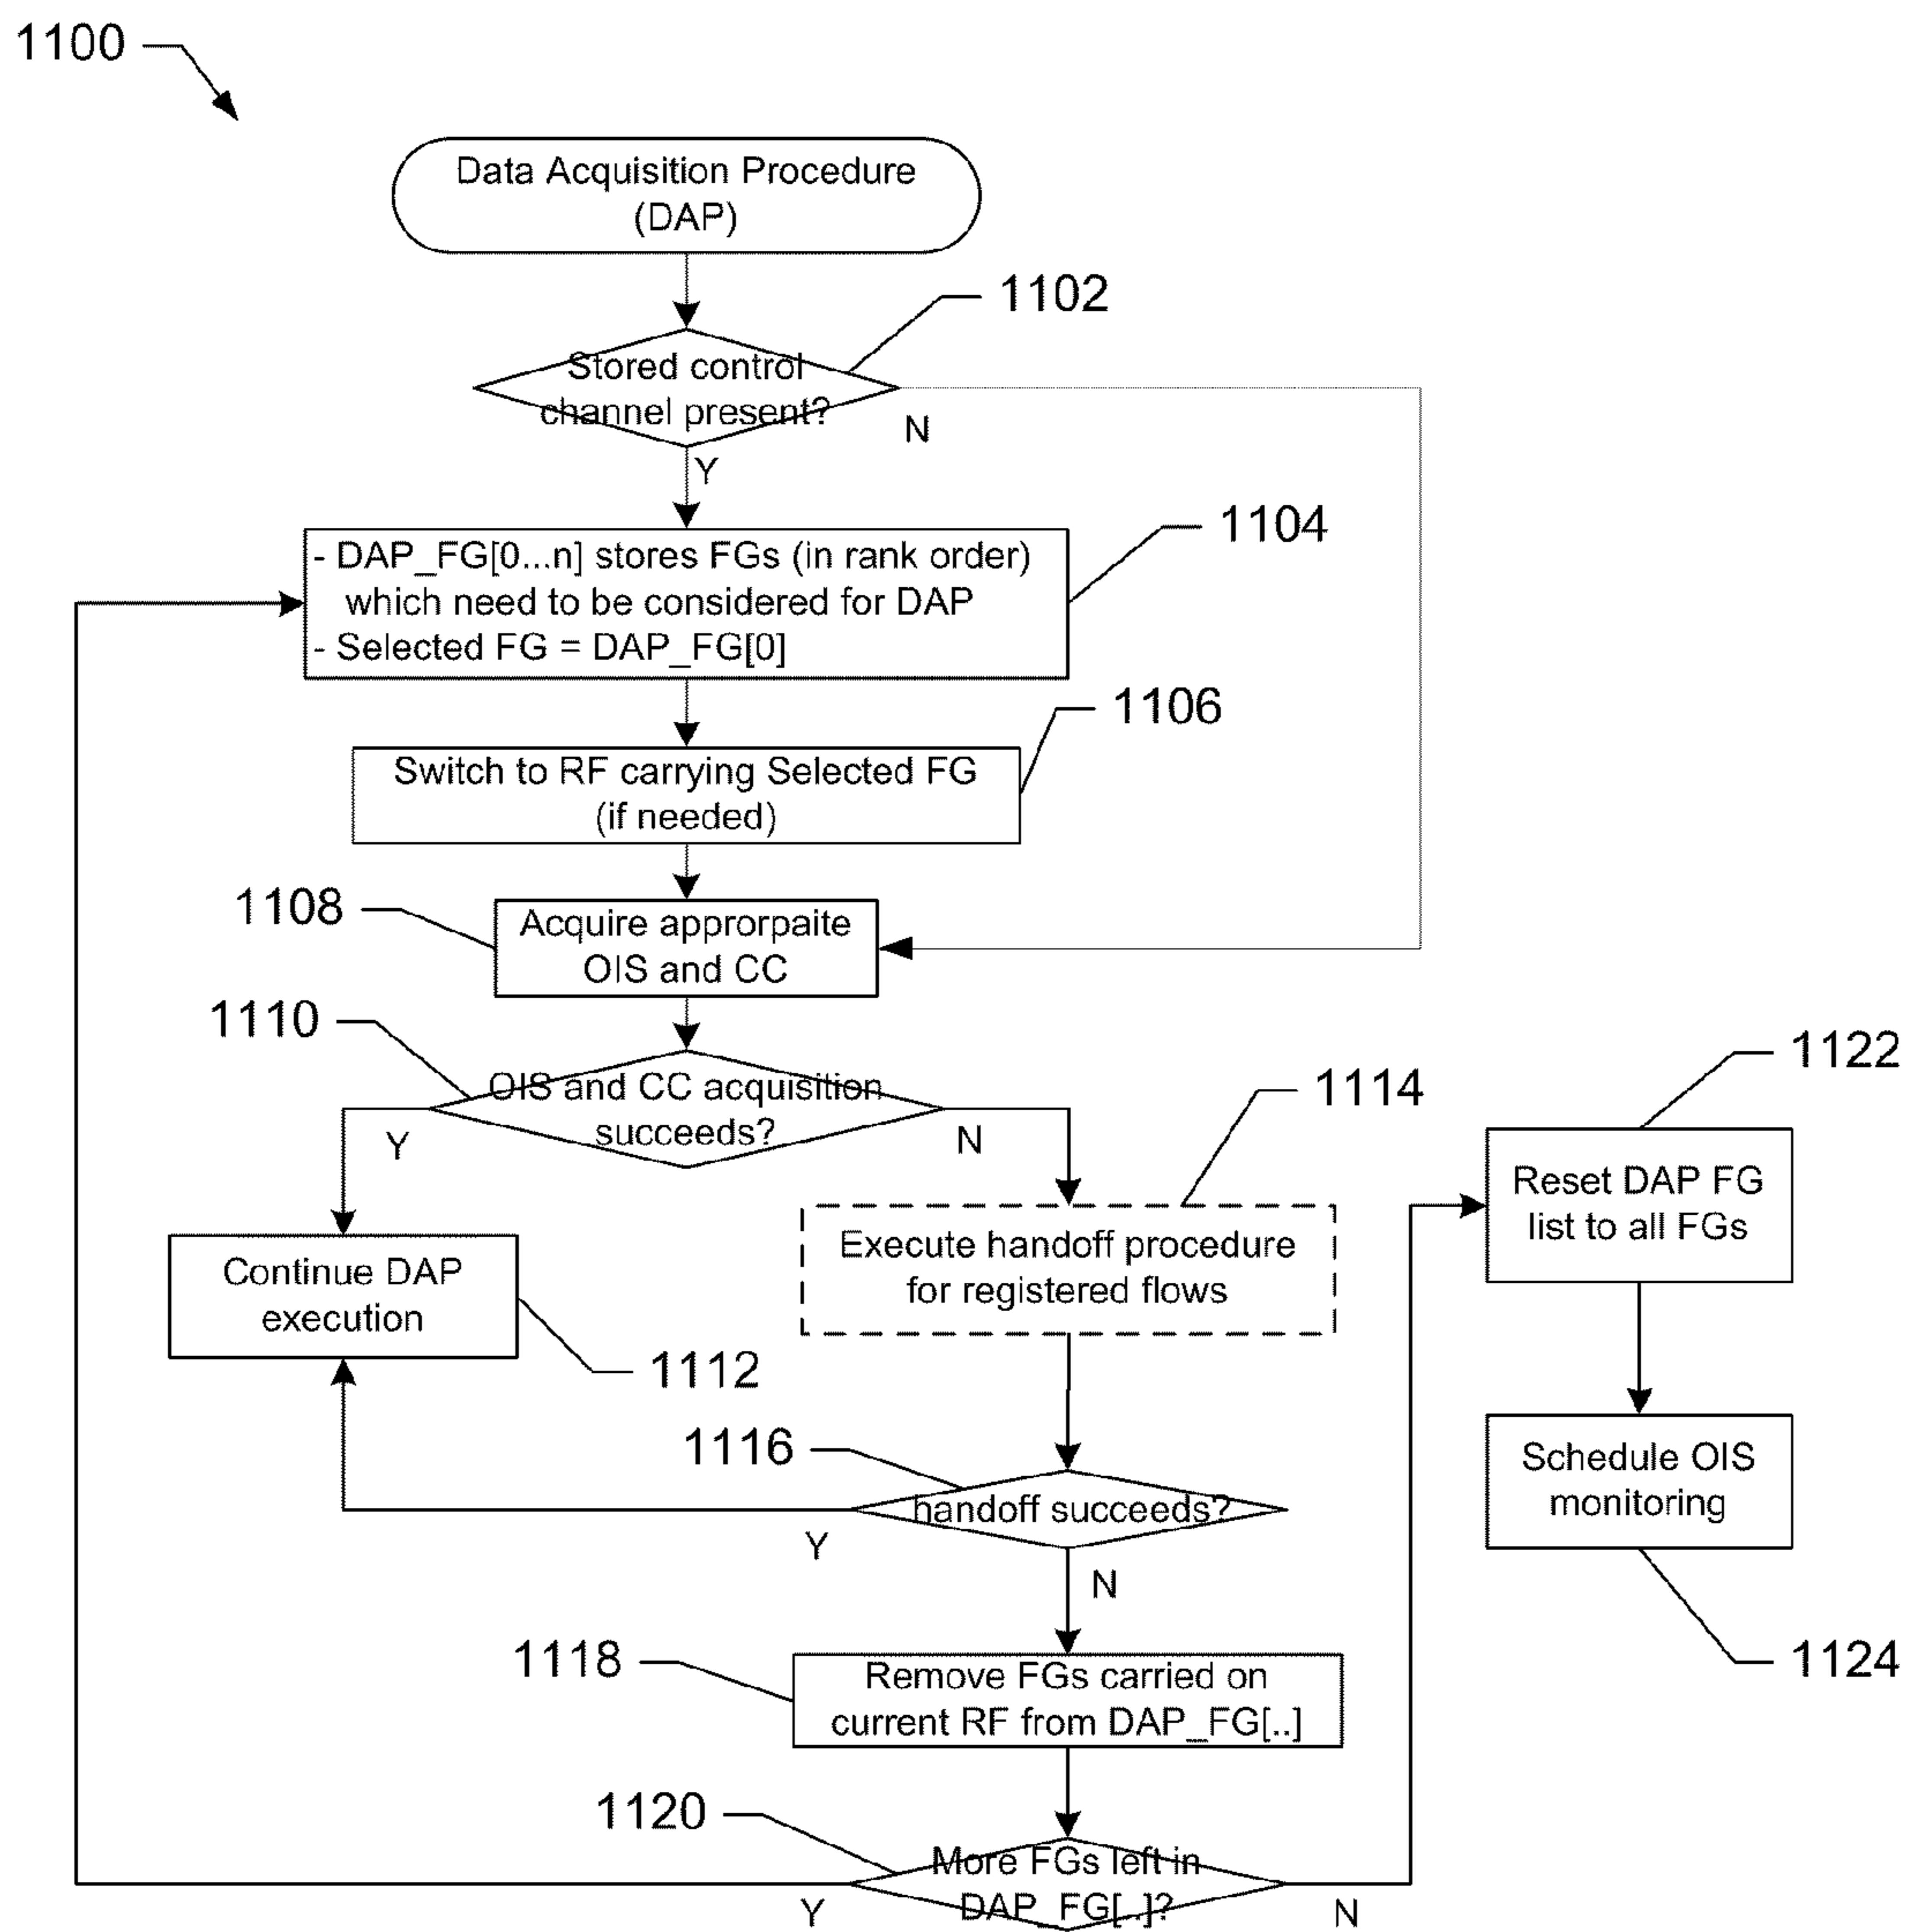 1100
Data Acquisition Procedure
(DAP)
1102
Stored control
channel present?
N
Y
1104
- DAP_FG[0...n] stores FGs (in rank order)
which need to be considered for DAP
- Selected FG = DAP_FG[0]
1106
Switch to RF carrying Selected FG
(if needed)
1108
Acquire approrpaite
OIS and CC
1110
OIS and CC acquisition
succeeds?
Y
N
1114
1122
Execute handoff procedure
for registered flows
Reset DAP FG
list to all FGs
Continue DAP
execution
1112
1116
handoff succeeds?
Y
N
Schedule OIS
monitoring
1124
1118
Remove FGs carried on
current RF from DAP_FG[..]
1120
More FGs left in
DAP_FG[..]?
Y
N